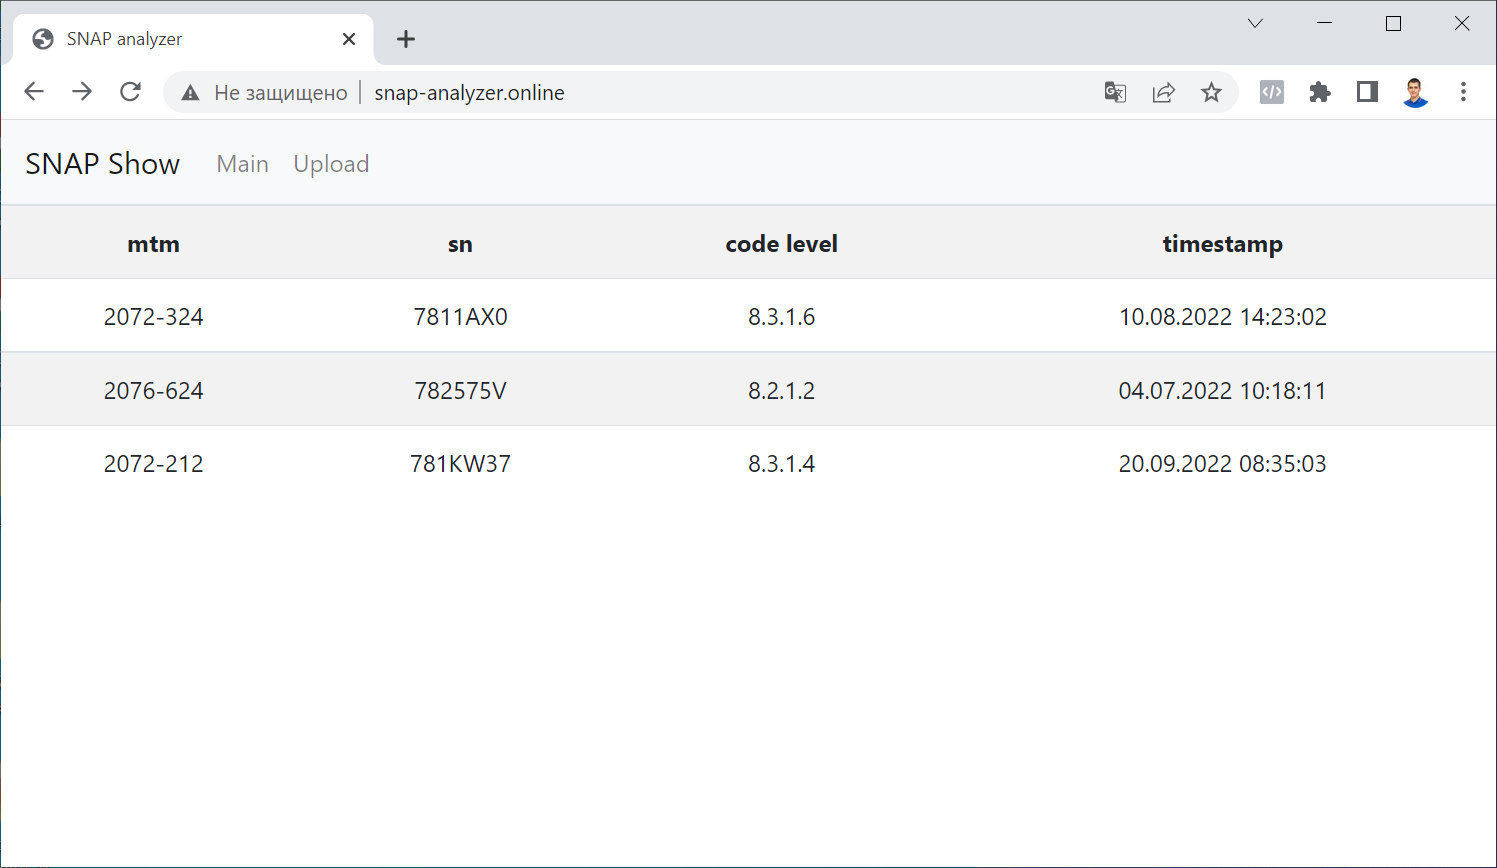 SNAP analyzer
Не защищено | snap-analyzer.online
SNAP Show Main Upload
mtm sn code level timestamp
2072-324 7811AX0 8.3.1.6 10.08.2022 14:23:02
2076-624 782575V 8.2.1.2 04.07.2022 10:18:11
2072-212 781KW37 8.3.1.4 20.09.2022 08:35:03